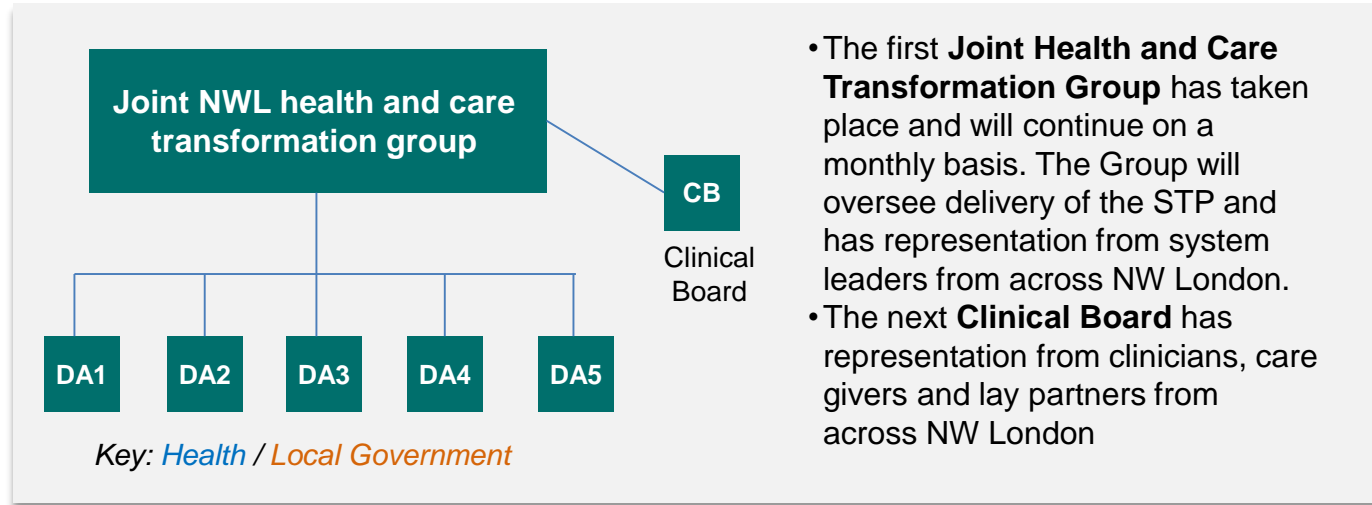 Joint NWL health and care
transformation group
CB
Clinical
Board
DA1
DA2
DA3
DA4
DA5
Key: Health / Local Government
•The first Joint Health and Care
Transformation Group has taken
place and will continue on a
monthly basis. The Group will
oversee delivery of the STP and
has representation from system
leaders from across NW London.
•The next Clinical Board has
representation from clinicians, care
givers and lay partners from
across NW London